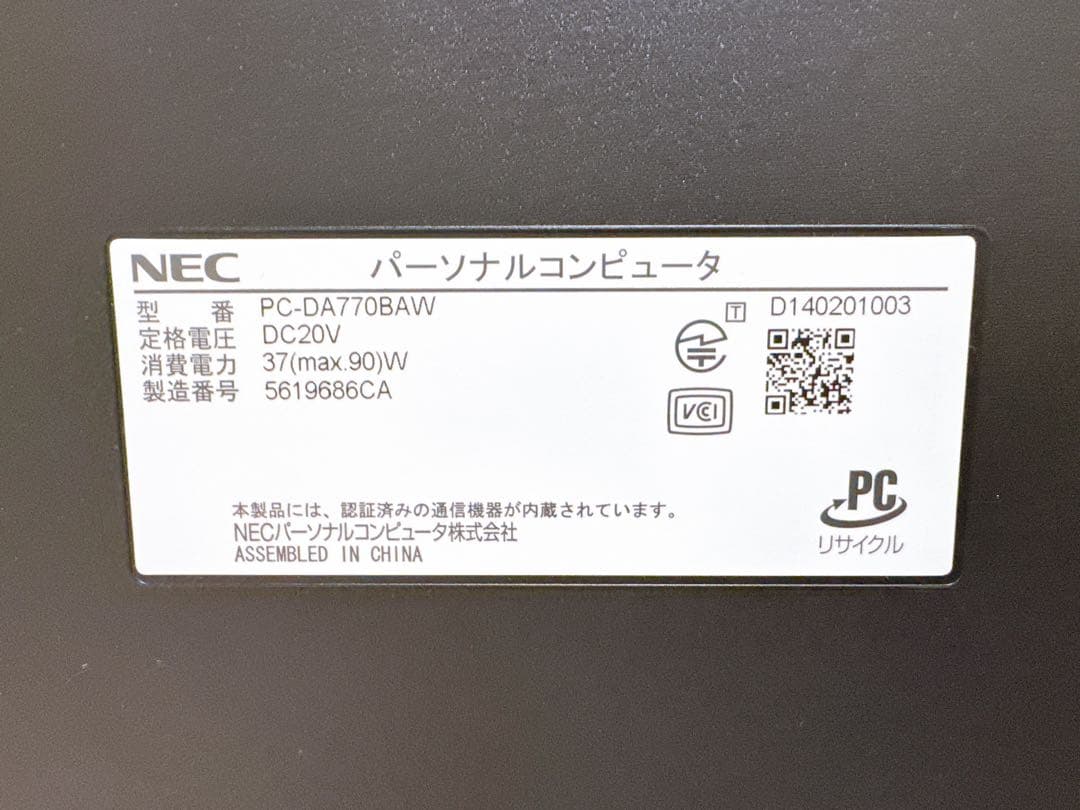 NEC パーソナルコンピュータ
型 番 PC-DA770BAW
定格電圧 DC20V
消費電力 37(max.90)W
製造番号 5619686CA
T D140201003
VCCI
本製品には、認証済みの通信機器が内蔵されています。
NECパーソナルコンピュータ株式会社
ASSEMBLED IN CHINA
PC
リサイクル